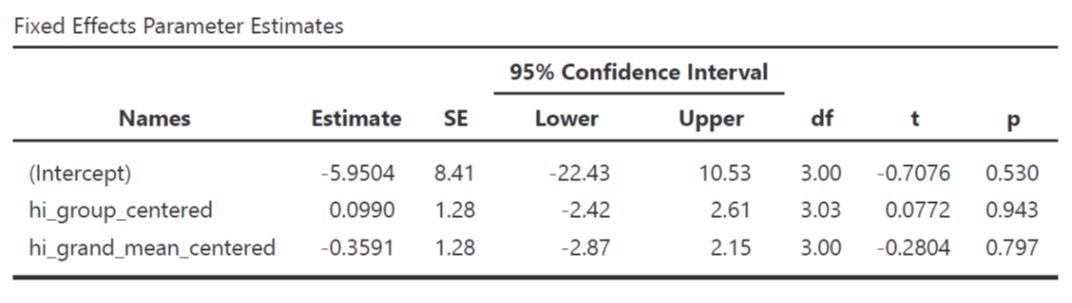 Fixed Effects Parameter Estimates
95% Confidence Interval
Names Estimate SE Lower Upper df t p
(Intercept) -5.9504 8.41 -22.43 10.53 3.00 -0.7076 0.530
hi_group_centered 0.0990 1.28 -2.42 2.61 3.03 0.0772 0.943
hi_grand_mean_centered -0.3591 1.28 -2.87 2.15 3.00 -0.2804 0.797